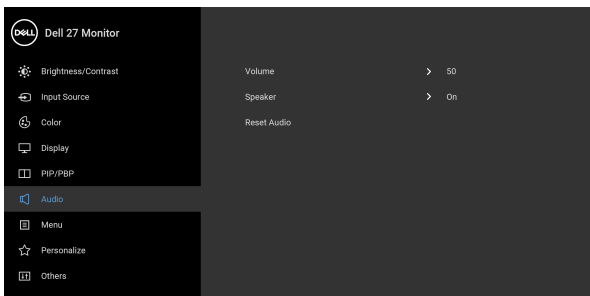 DELL Dell 27 Monitor
Brightness/Contrast
Volume 50
Input Source
Speaker On
Color
Reset Audio
Display
PIP/PBP
Audio
Menu
Personalize
Others